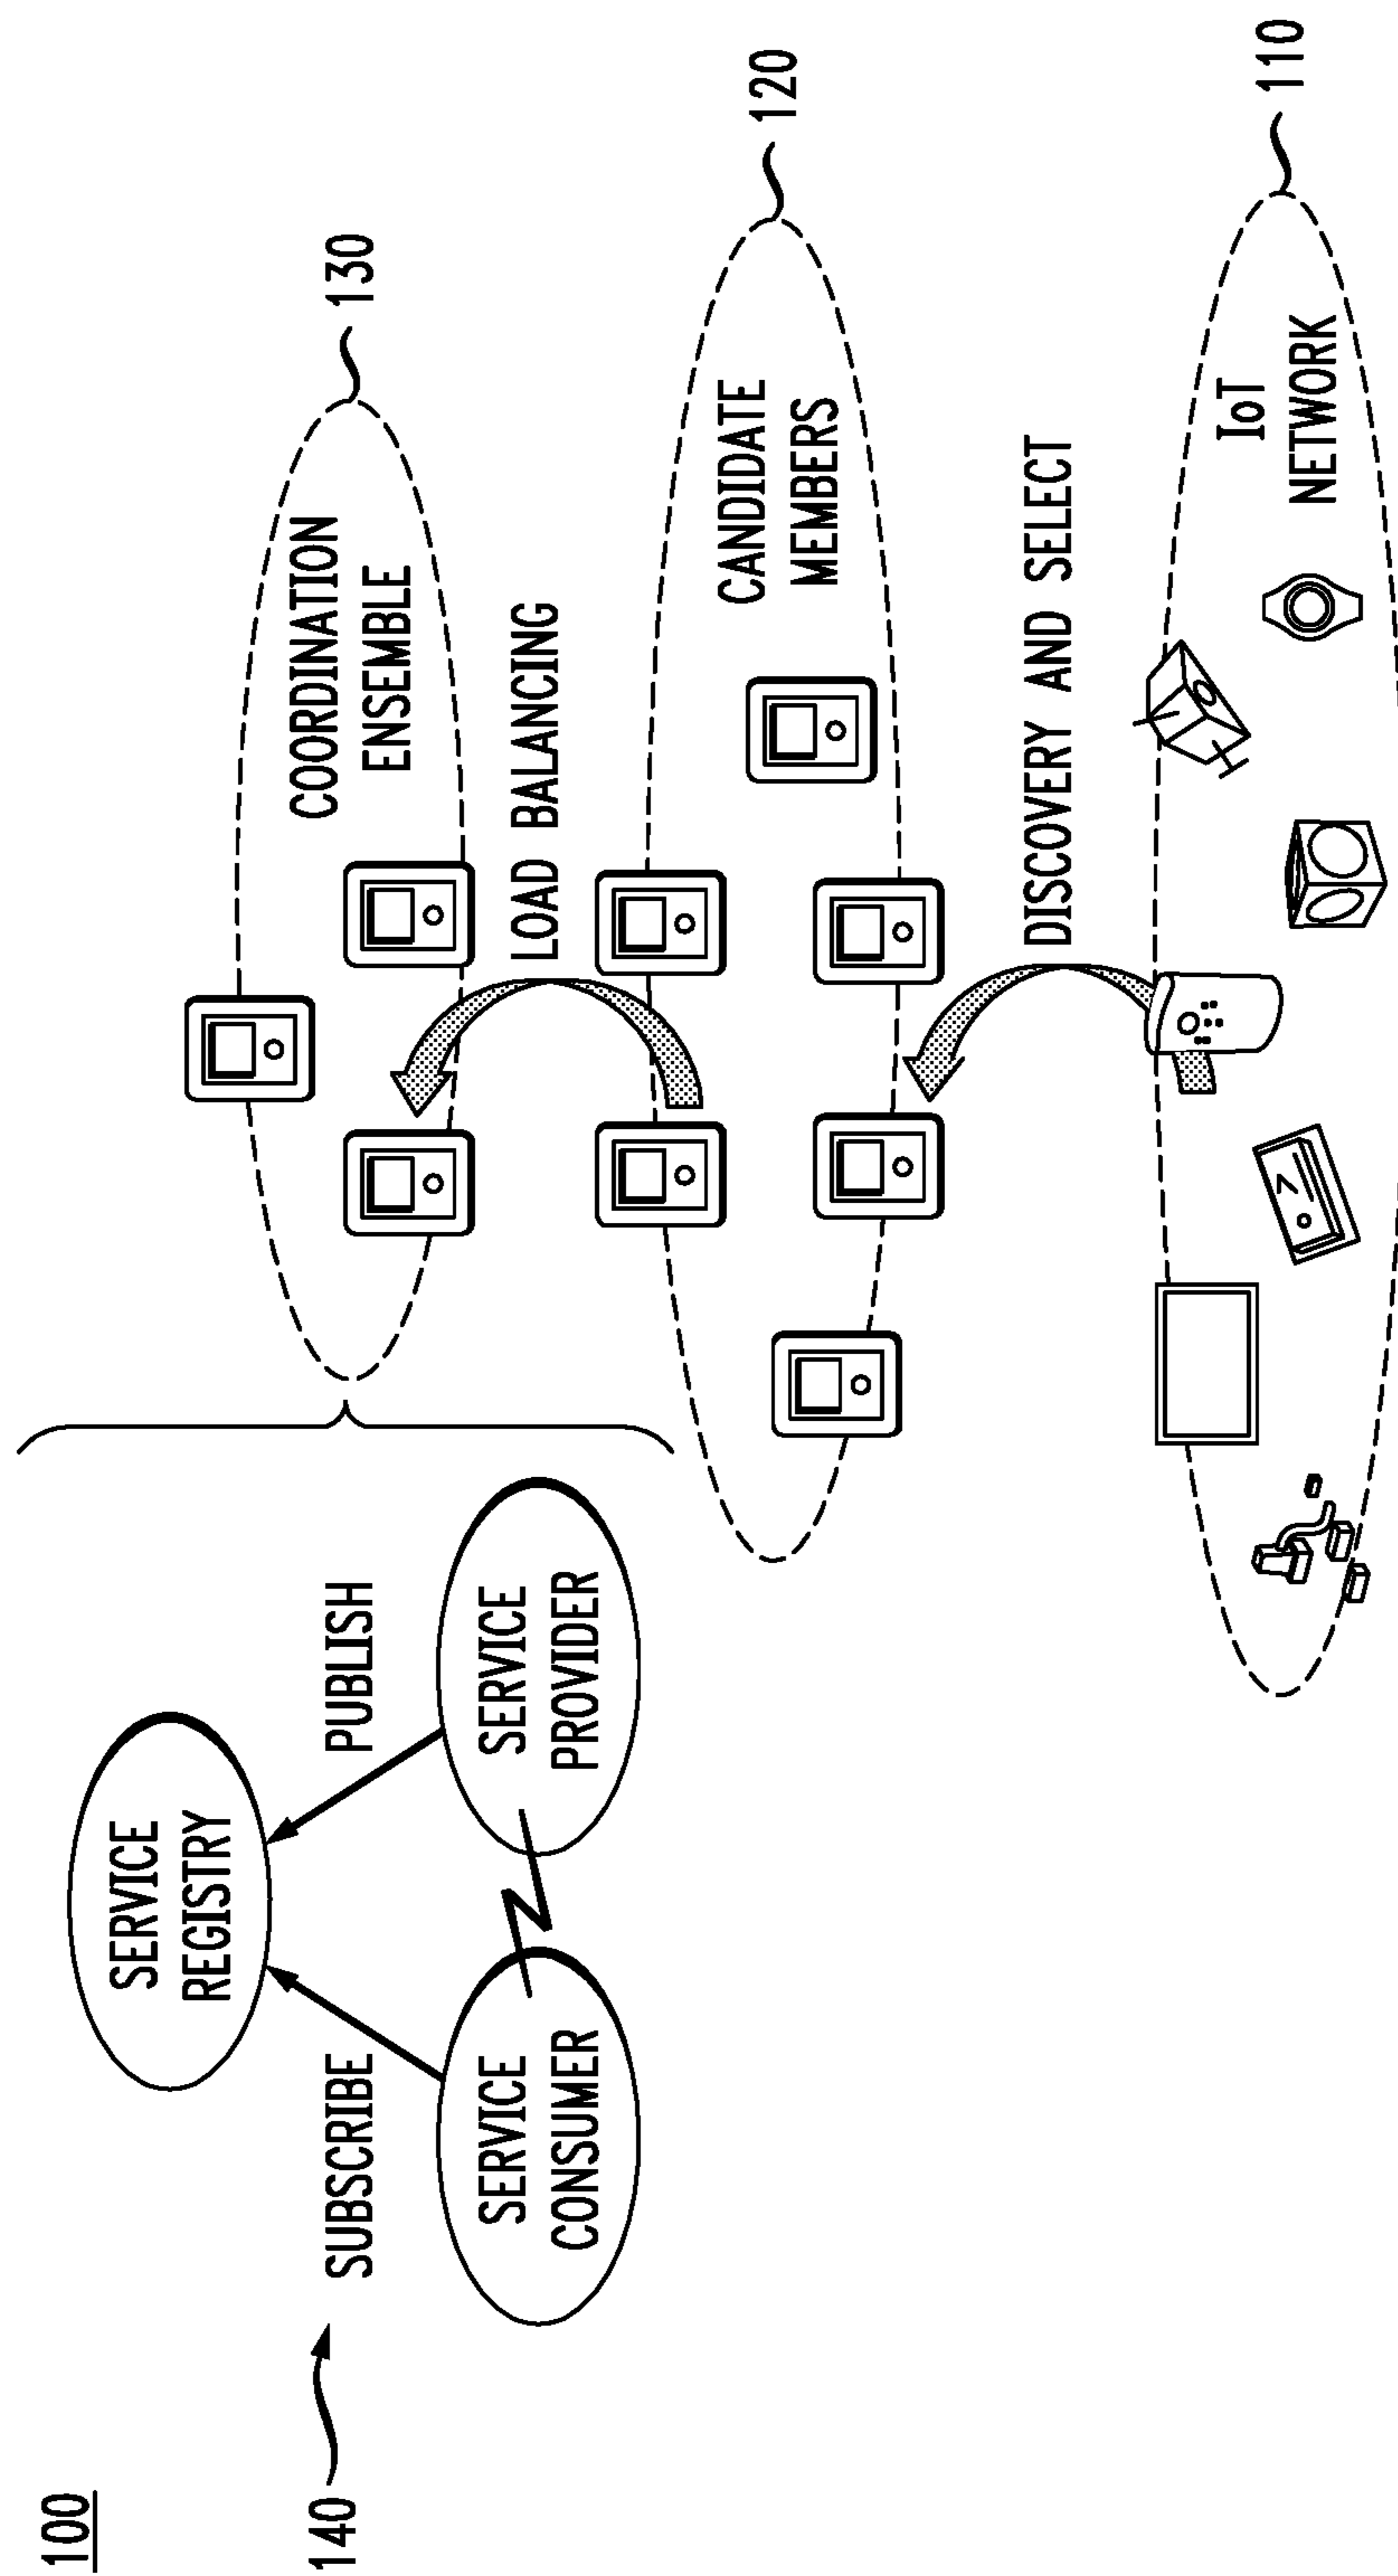 100
140
SUBSCRIBE
PUBLISH
SERVICE
REGISTRY
SERVICE
CONSUMER
SERVICE
PROVIDER
COORDINATION
ENSEMBLE
130
LOAD BALANCING
CANDIDATE
MEMBERS
120
DISCOVERY AND SELECT
IoT
NETWORK
110